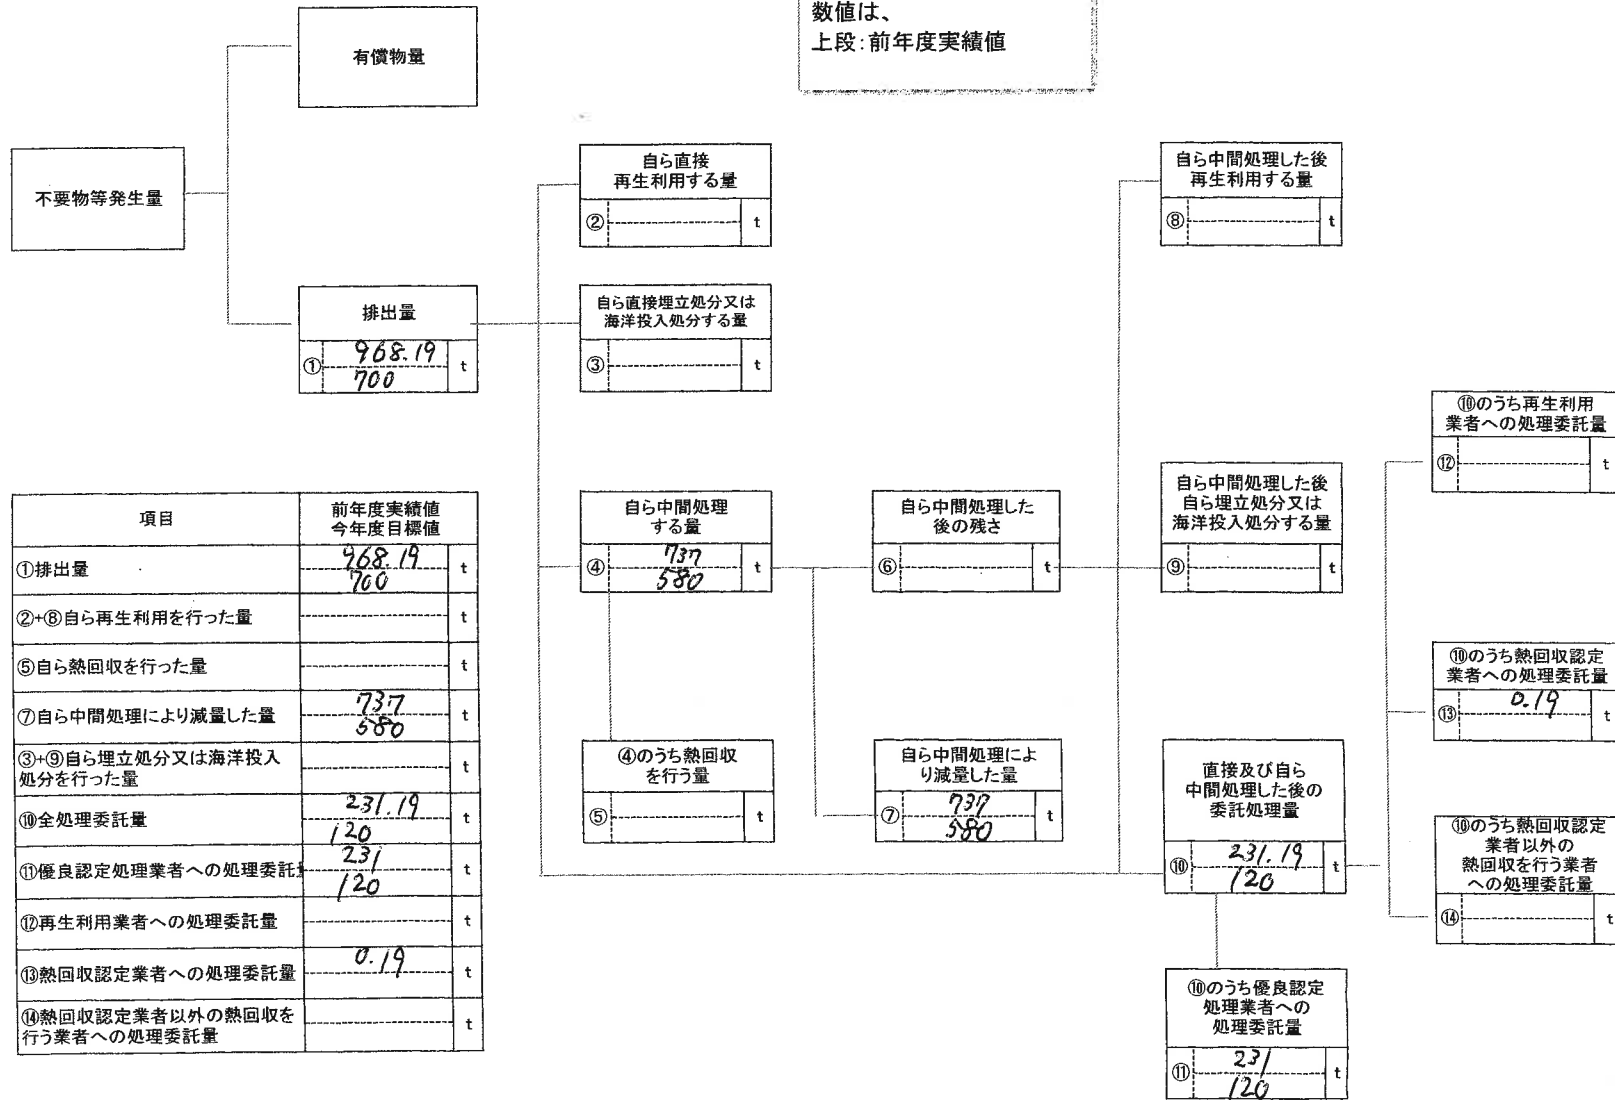 数値は、
上段:前年度実績値
有償物量
不要物等発生量
排出量
① 968.19 t
700
自ら直接
再生利用する量
② t
自ら直接埋立処分又は
海洋投入処分する量
③ t
自ら中間処理した後
再生利用する量
⑧ t
自ら中間処理
する量
④ 737 t
580
自ら中間処理した
後の残さ
⑥ t
自ら中間処理した後
自ら埋立処分又は
海洋投入処分する量
⑨ t
④のうち熱回収
を行う量
⑤ t
自ら中間処理によ
り減量した量
⑦ 737 t
580
直接及び自ら
中間処理した後の
委託処理量
⑩ 231.19 t
120
⑩のうち優良認定
処理業者への
処理委託量
⑪ 231 t
120
⑩のうち再生利用
業者への処理委託量
⑫ t
⑩のうち熱回収認定
業者への処理委託量
⑬ 0.19 t
⑩のうち熱回収認定
業者以外の
熱回収を行う業者
への処理委託量
⑭ t
項目 前年度実績値
今年度目標値
①排出量 968.19 t
700
②+⑧自ら再生利用を行った量 t
⑤自ら熱回収を行った量 t
⑦自ら中間処理により減量した量 737 t
580
③+⑨自ら埋立処分又は海洋投入
処分を行った量 t
⑩全処理委託量 231.19 t
120
⑪優良認定処理業者への処理委託 231 t
120
⑫再生利用業者への処理委託量 t
⑬熱回収認定業者への処理委託量 0.19 t
⑭熱回収認定業者以外の熱回収を
行う業者への処理委託量 t